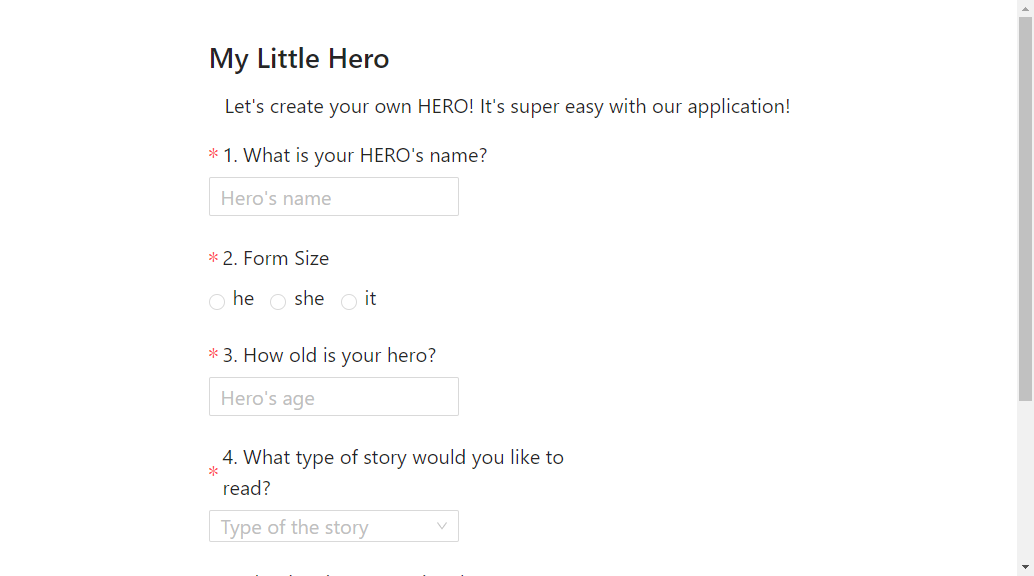 My Little Hero
Let's create your own HERO! It's super easy with our application!
* 1. What is your HERO's name?
Hero's name
* 2. Form Size
he she it
* 3. How old is your hero?
Hero's age
* 4. What type of story would you like to
read?
Type of the story